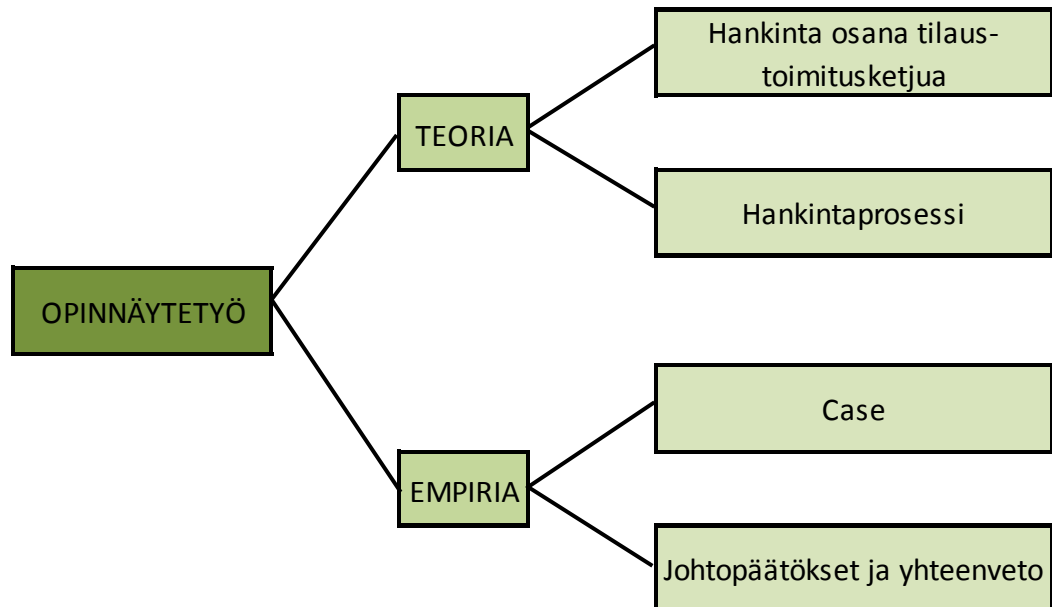 Hankinta osana tilaus-
toimitusketjua
TEORIA
Hankintaprosessi
OPINNÄYTETYÖ
Case
EMPIRIA
Johtopäätökset ja yhteenveto